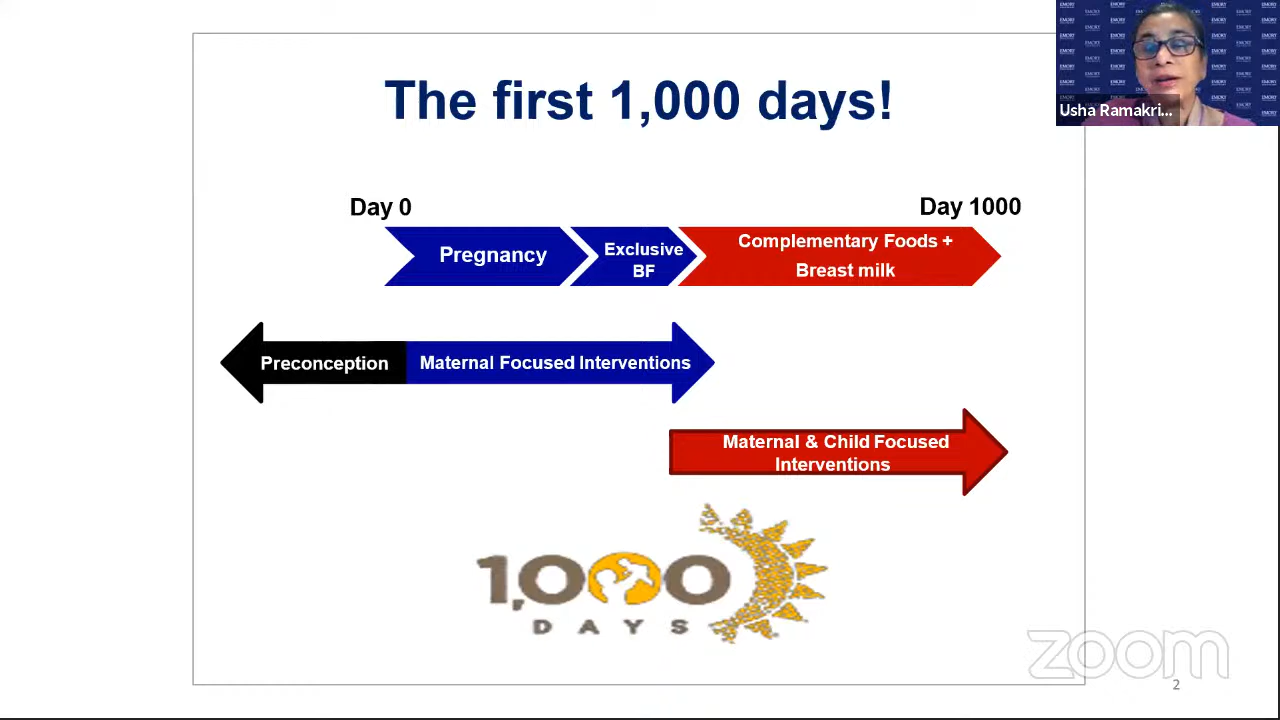 The first 1,000 days!
Usha Ramakri...
Day 0
Day 1000
Pregnancy
Exclusive
BF
Complementary Foods +
Breast milk
Preconception
Maternal Focused Interventions
Maternal & Child Focused
Interventions
1,000
DAYS
zoom
2